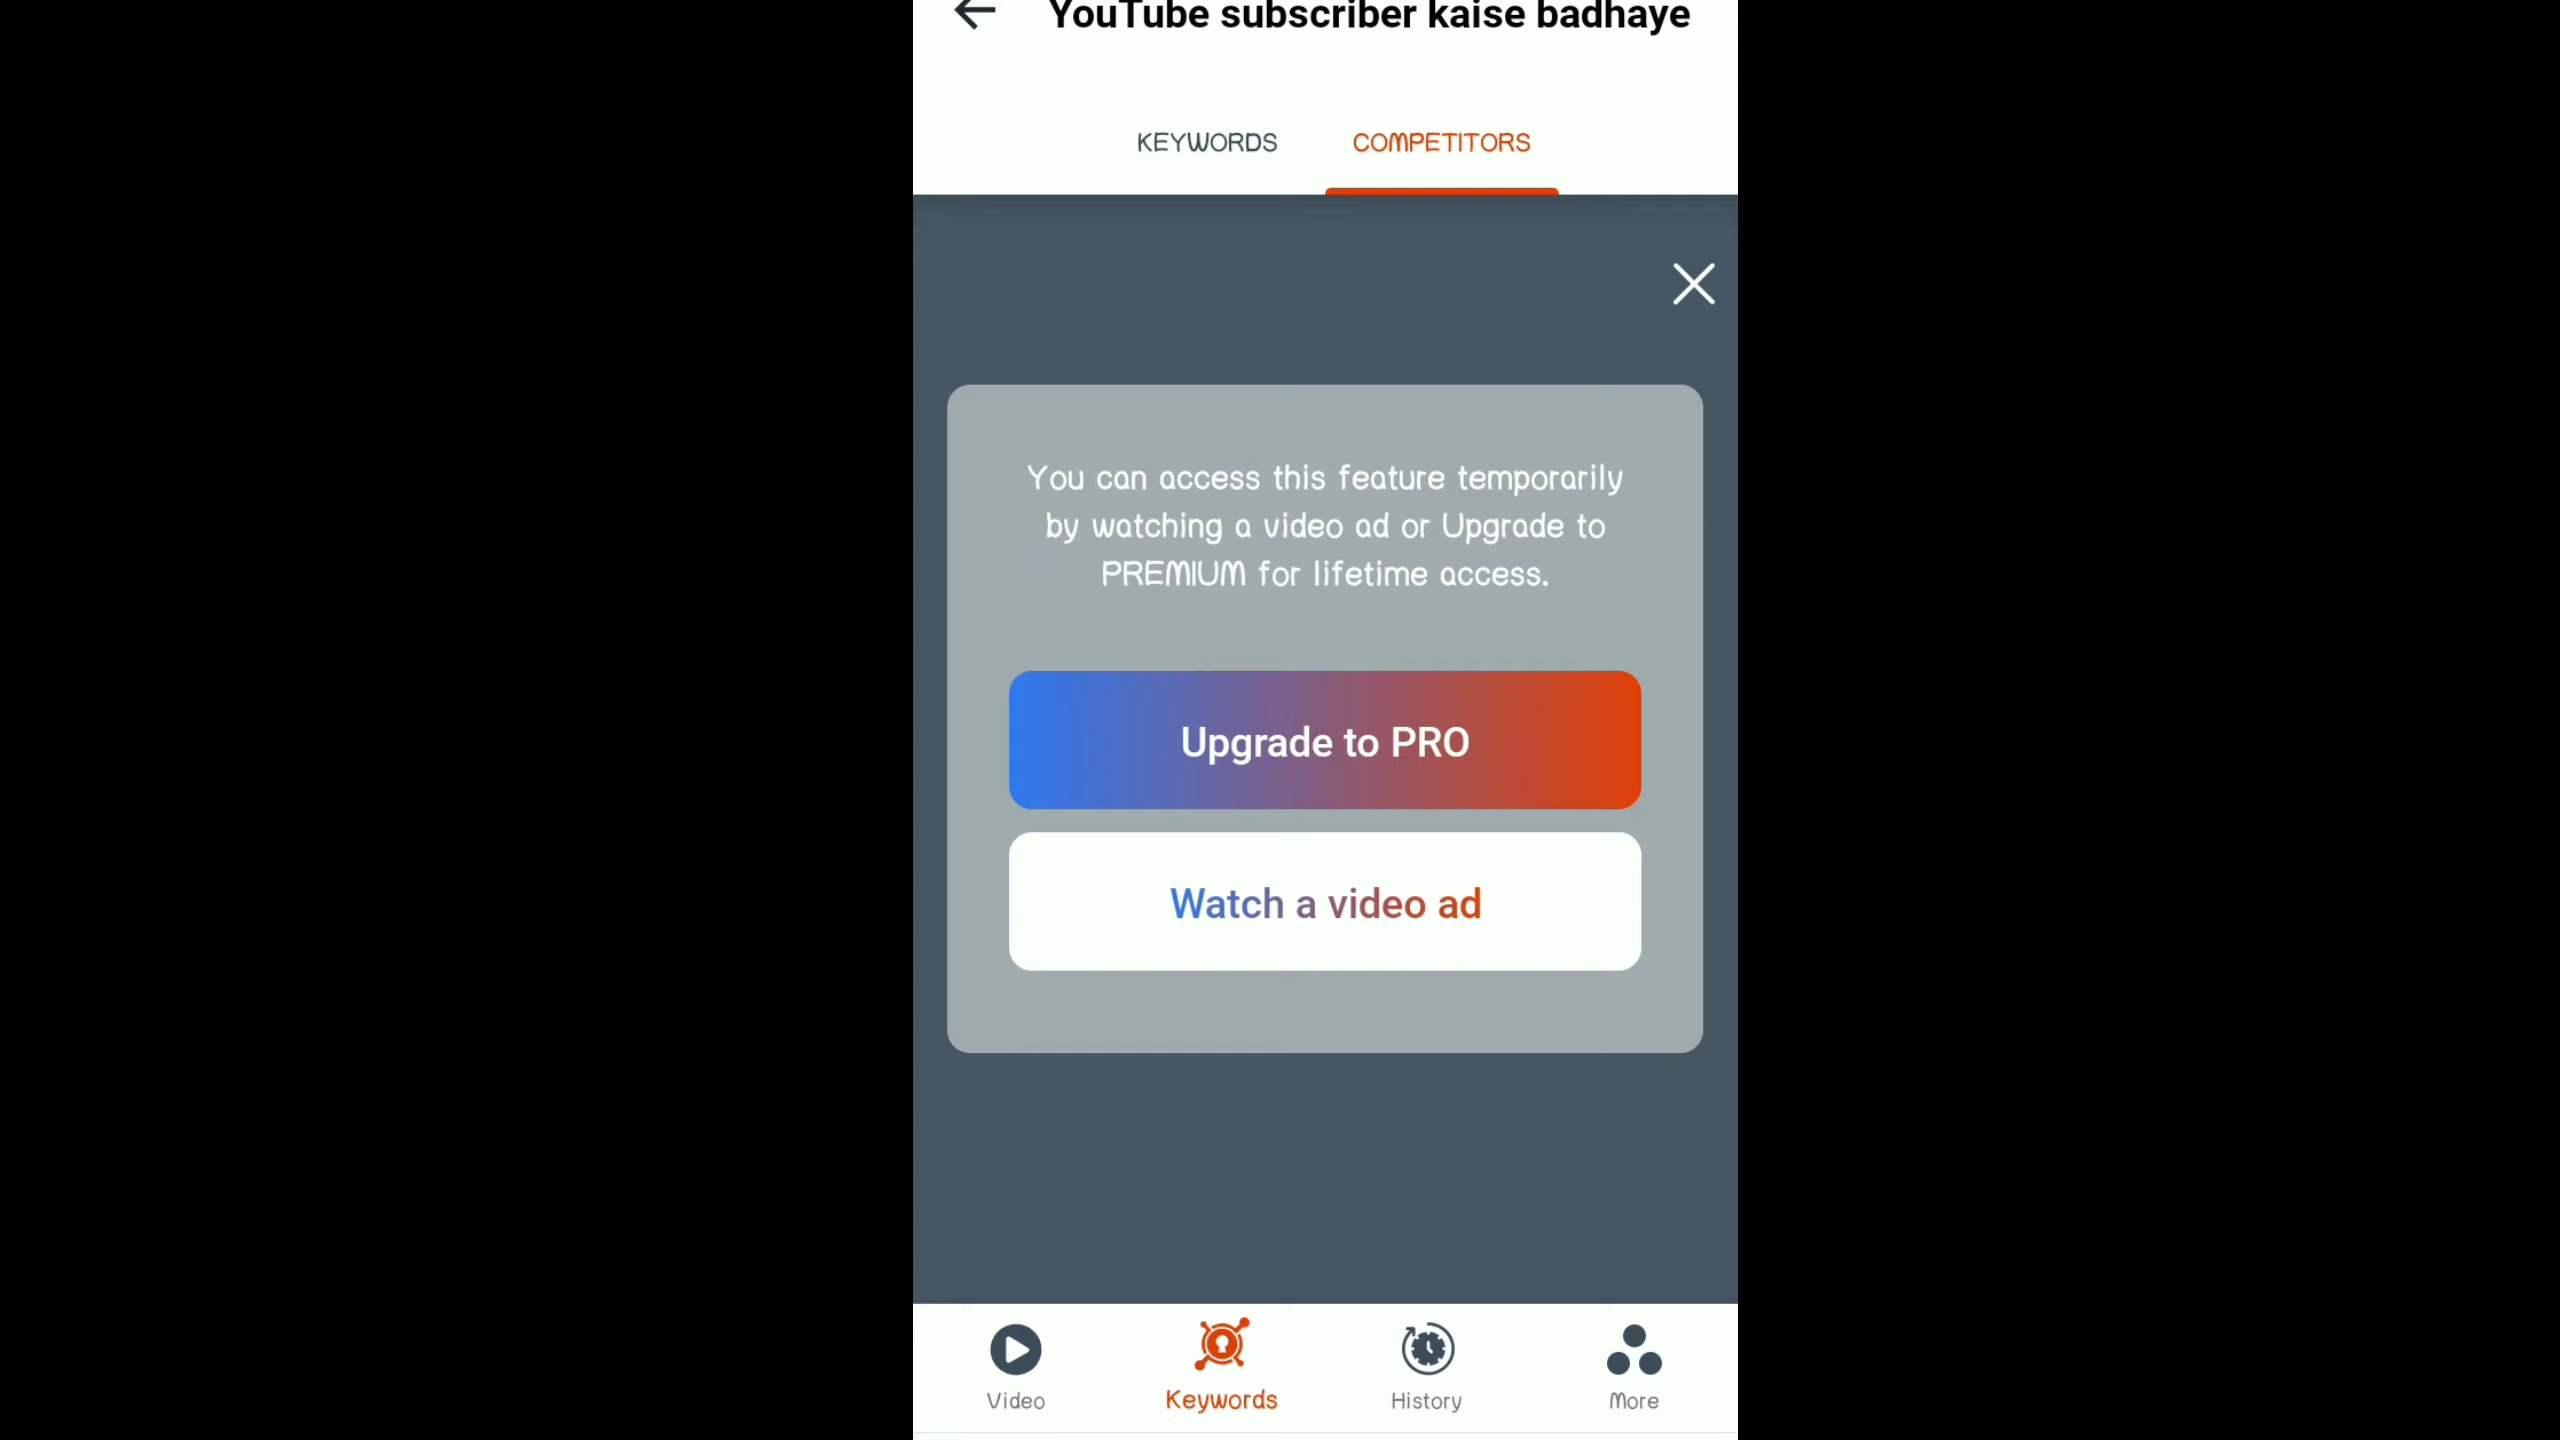 YouTube subscriber kaise badhaye
KEYWORDS COMPETITORS
You can access this feature temporarily
by watching a video ad or Upgrade to
PREMIUM for lifetime access.
Upgrade to PRO
Watch a video ad
Video Keywords History More